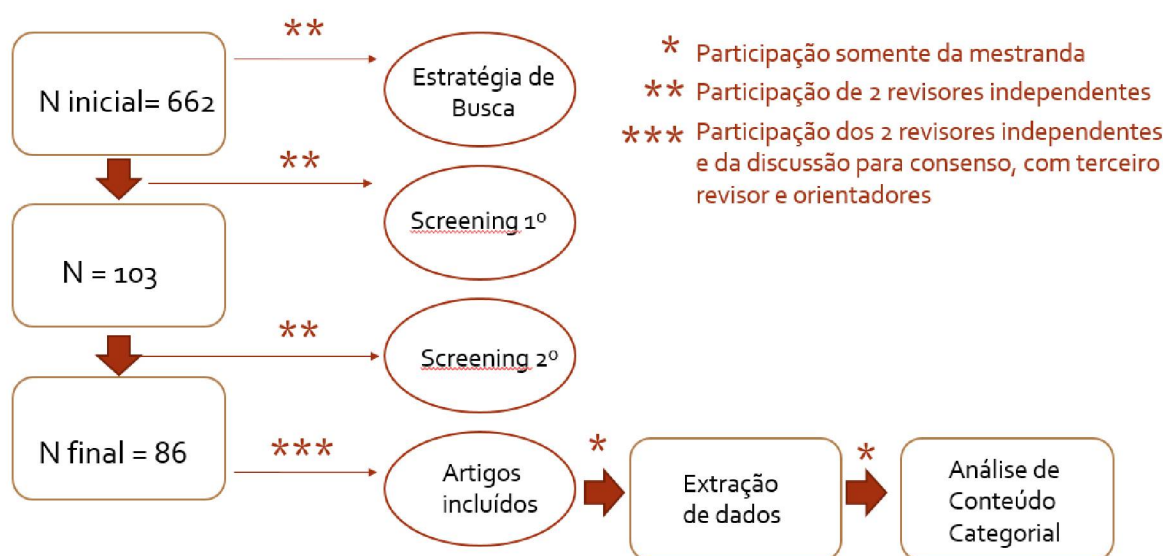 **
N inicial= 662
Estratégia de
Busca
* Participação somente da mestranda
** Participação de 2 revisores independentes
*** Participação dos 2 revisores independentes
e da discussão para consenso, com terceiro
revisor e orientadores
**
Screening 1º
N = 103
**
Screening 2º
N final = 86
***
Artigos
incluídos
*
Extração
de dados
*
Análise de
Conteúdo
Categorial